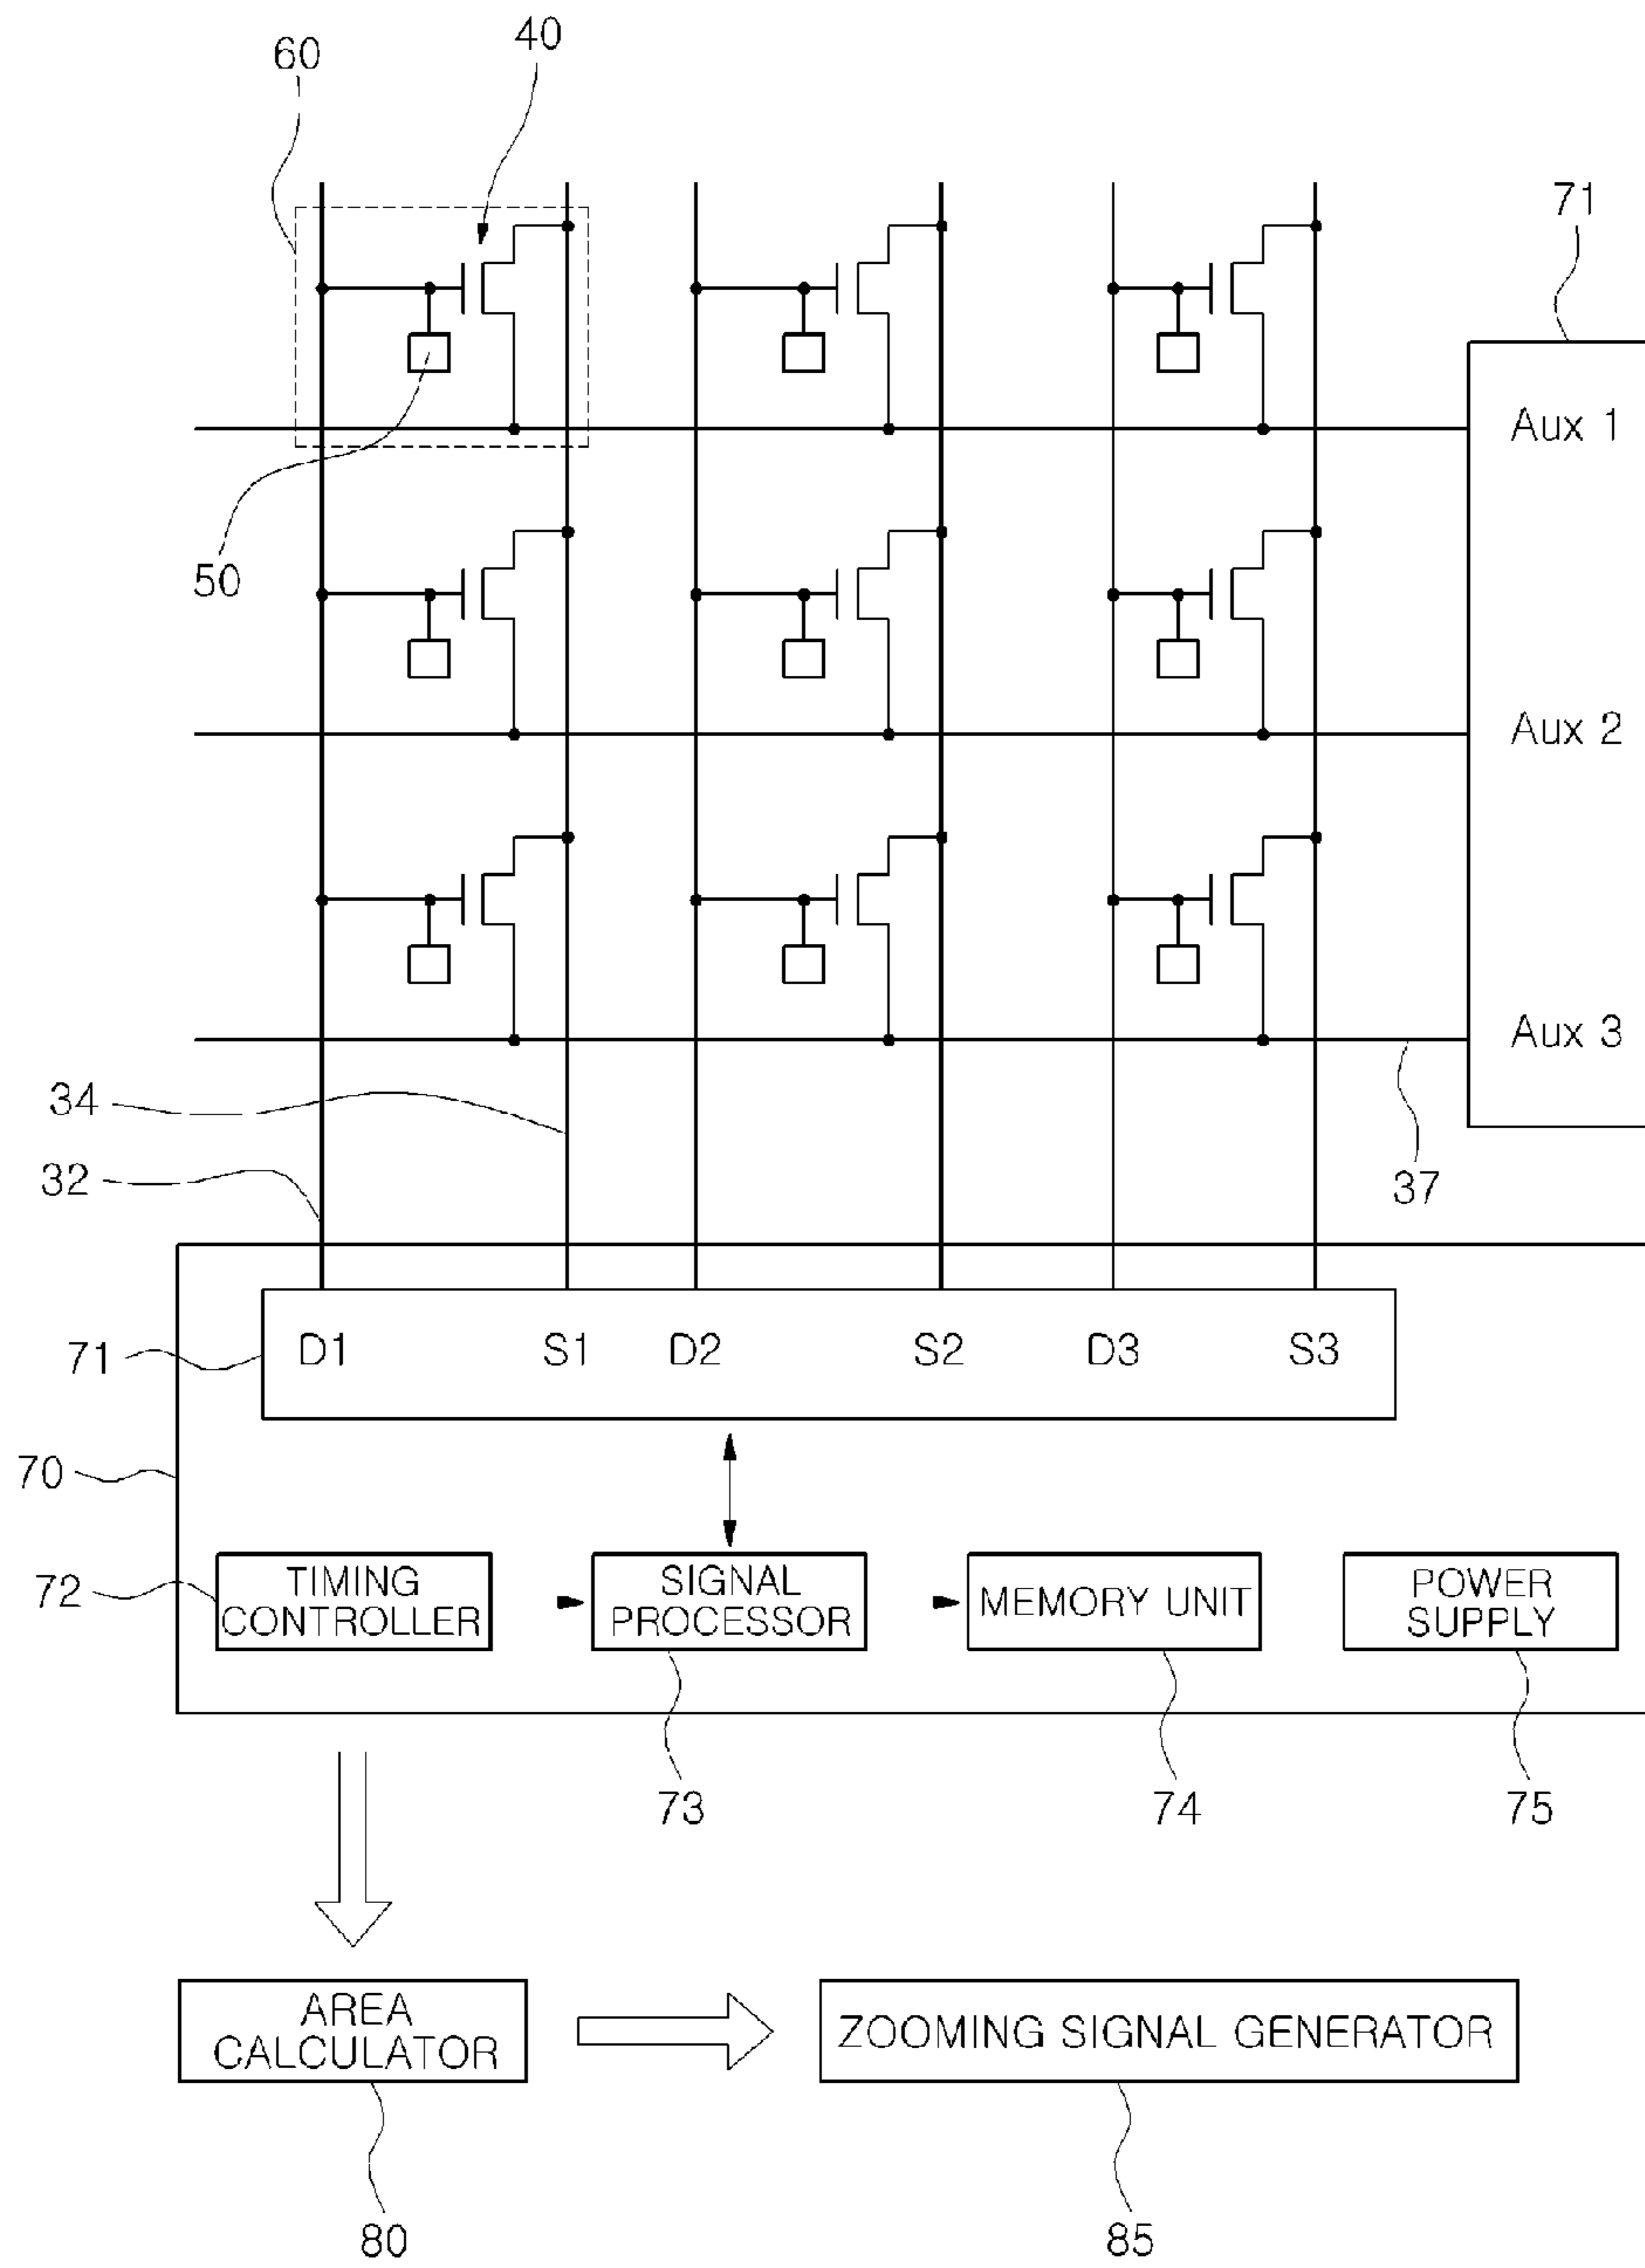 60
40
71
Aux 1
50
Aux 2
Aux 3
34
32
37
71
D1 S1 D2 S2 D3 S3
70
72
TIMING
CONTROLLER
SIGNAL
PROCESSOR
MEMORY UNIT
POWER
SUPPLY
73
74
75
AREA
CALCULATOR
ZOOMING SIGNAL GENERATOR
80
85